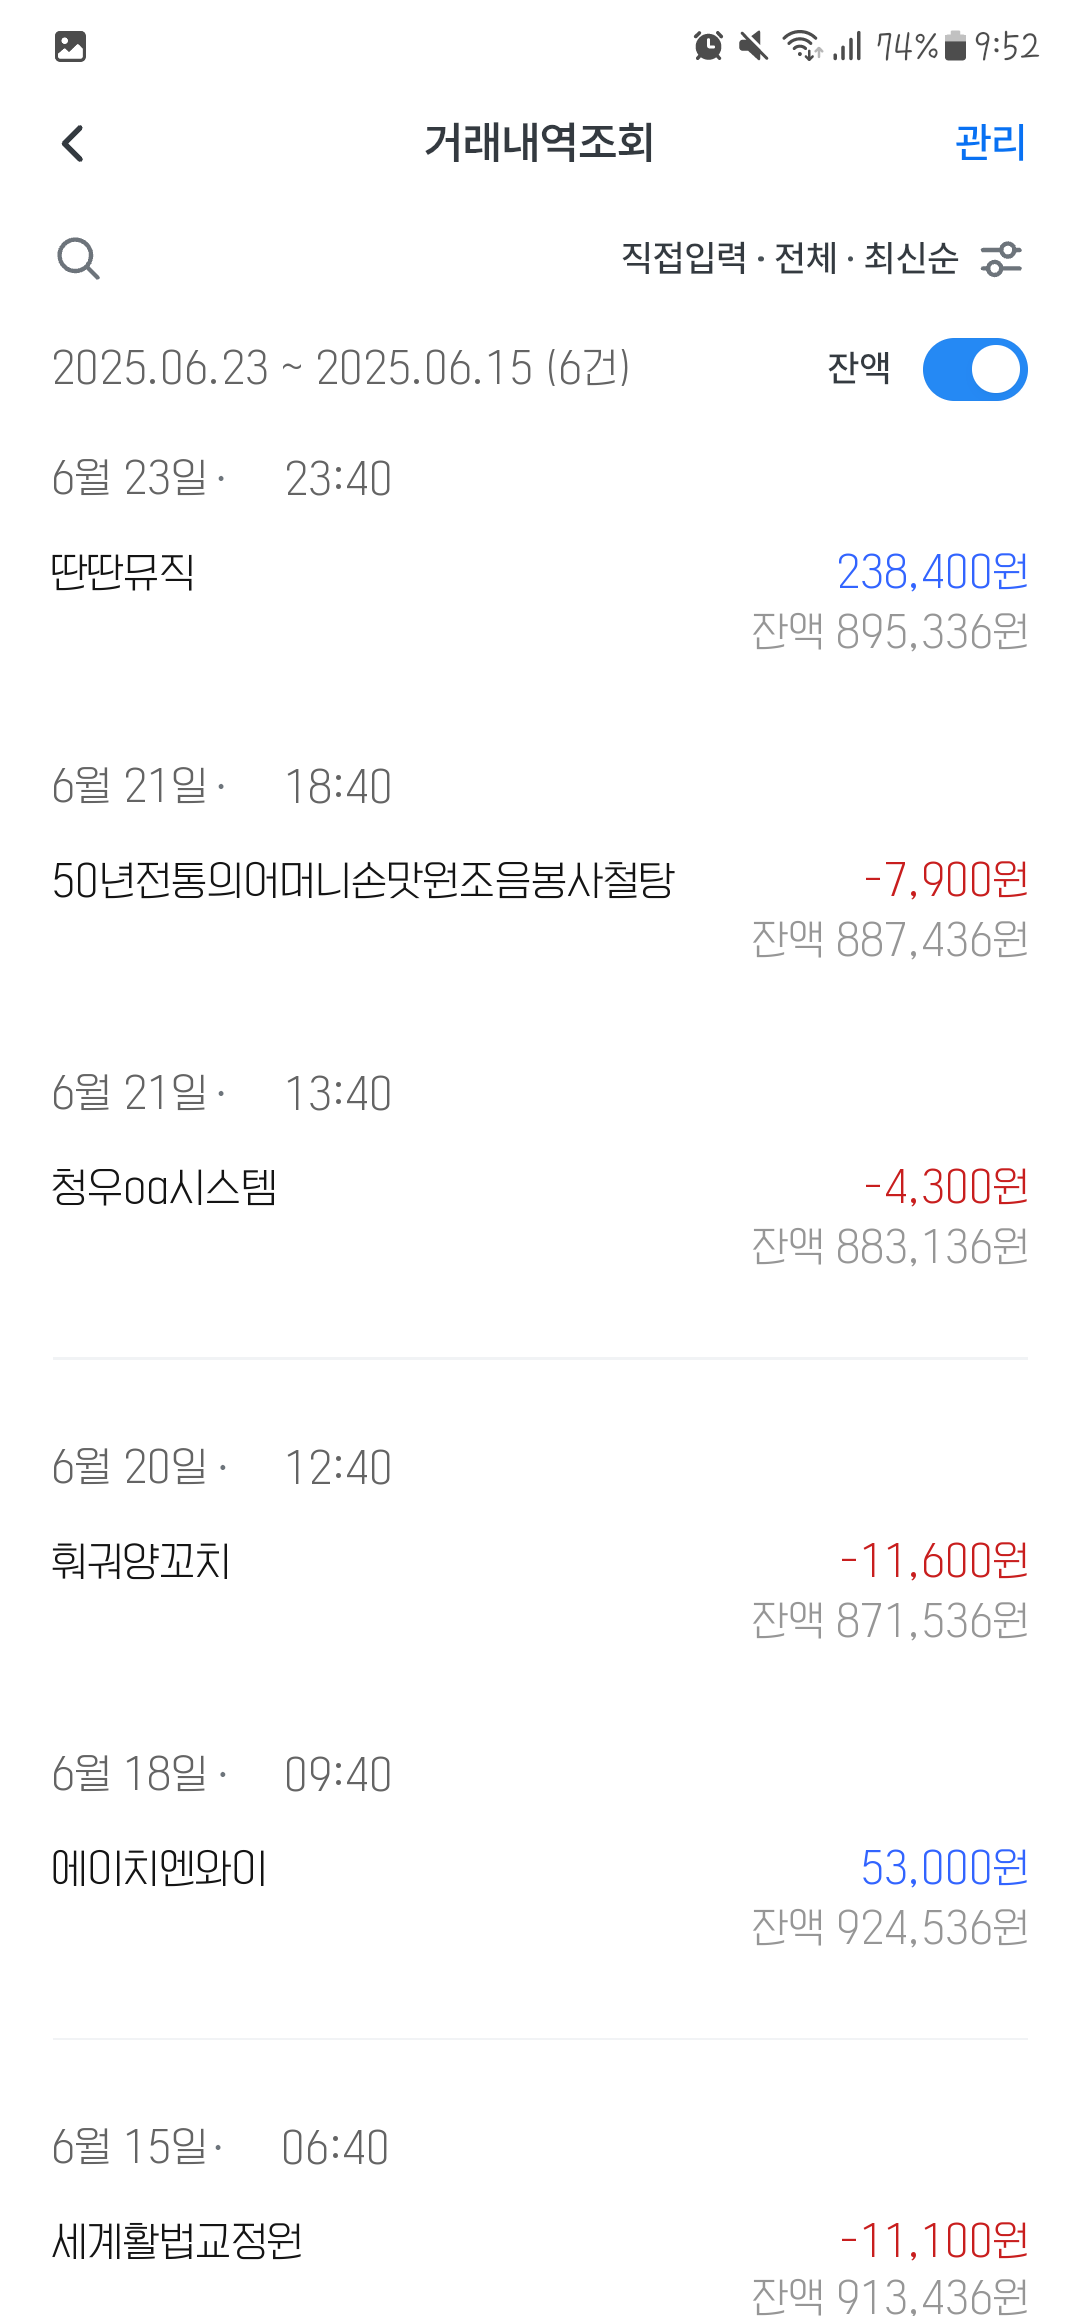 74% 9:52
거래내역조회 관리
직접입력 · 전체 · 최신순
2025.06.23 ~ 2025.06.15 (6건) 잔액
6월 23일 · 23:40
딴딴뮤직 238,400원
잔액 895,336원
6월 21일 · 18:40
50년전통의어머니손맛원조음봉사철탕 -7,900원
잔액 887,436원
6월 21일 · 13:40
청우oa시스템 -4,300원
잔액 883,136원
6월 20일 · 12:40
훠궈양꼬치 -11,600원
잔액 871,536원
6월 18일 · 09:40
에이치엔와이 53,000원
잔액 924,536원
6월 15일 · 06:40
세계활법교정원 -11,100원
잔액 913,436원